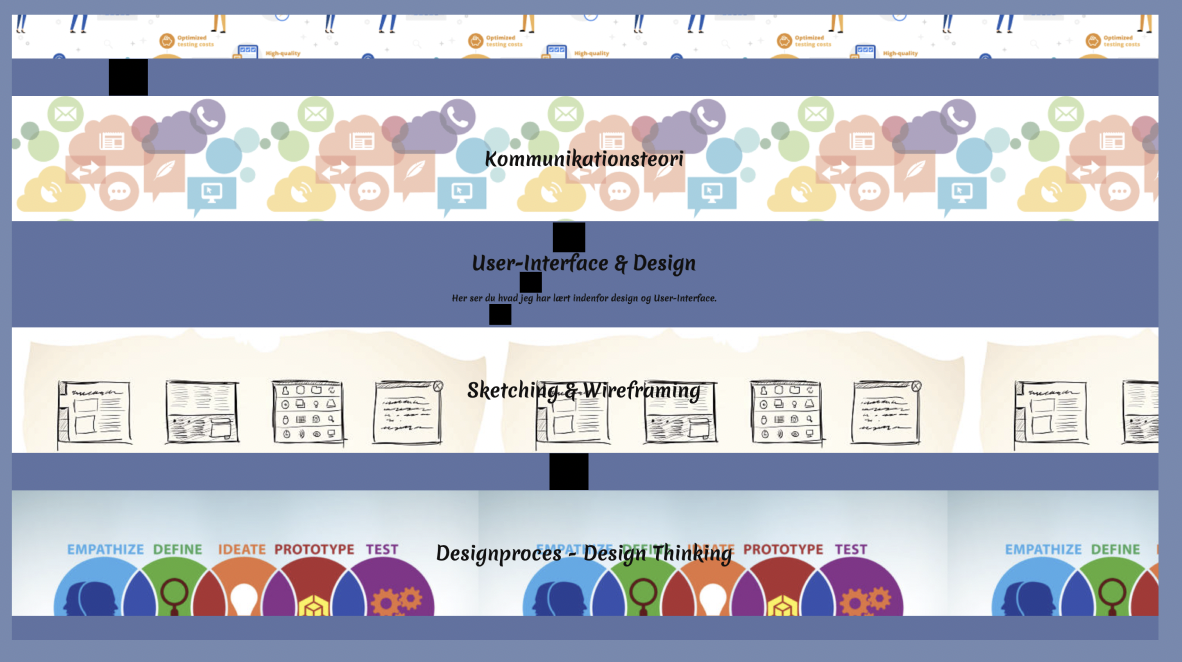 Optimized Optimized Optimized Optimized
testing costs testing costs testing costs testing costs
High-quality High-quality High-quality
Kommunikationsteori
User-Interface & Design
Her ser du hvad jeg har lært indenfor design og User-Interface.
Sketching & Wireframing
EMPATHIZE DEFINE IDEATE PROTOTYPE TEST EMPATHIZE DEFINE IDEATE PROTOTYPE TEST EMPATHIZE DEFINE
Designproces - Design Thinking